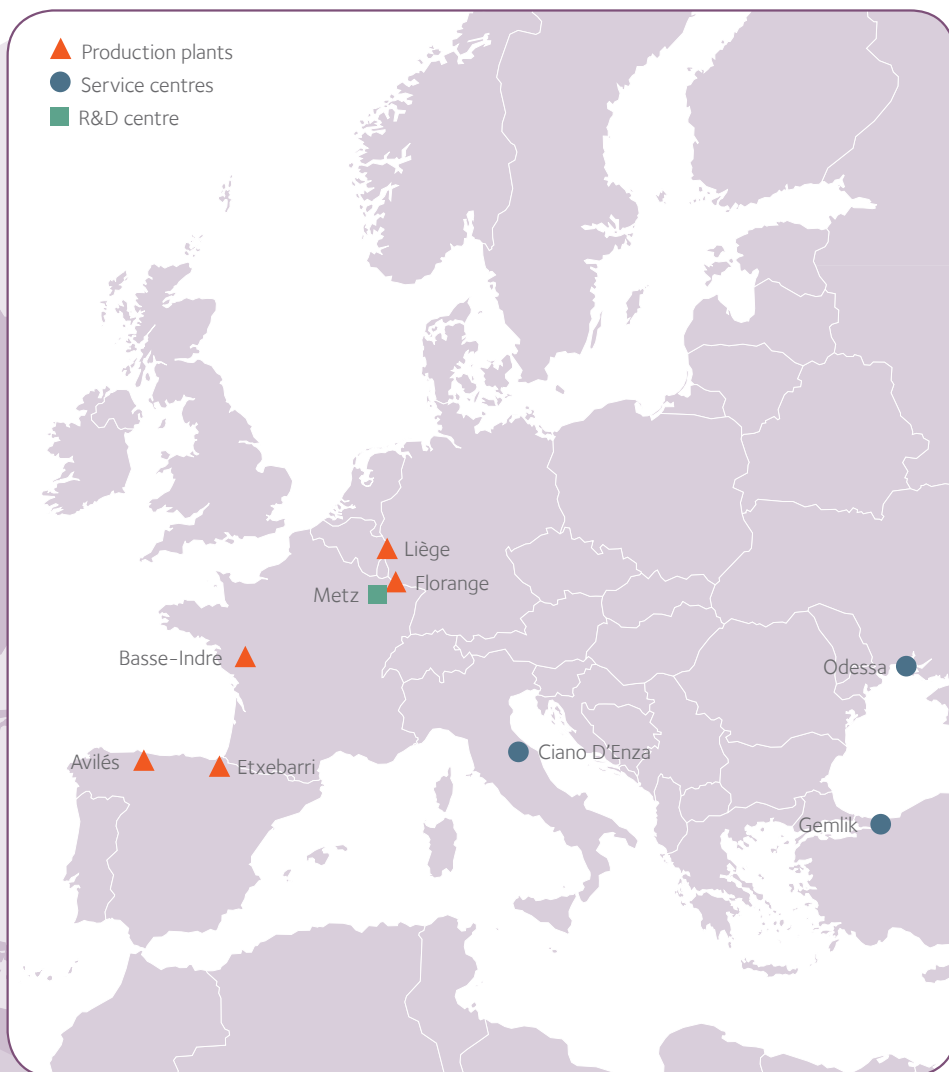 Production plants
Service centres
R&D centre
Liège
Florange
Metz
Basse-Indre
Odessa
Ciano D'Enza
Avilés
Etxebarri
Gemlik